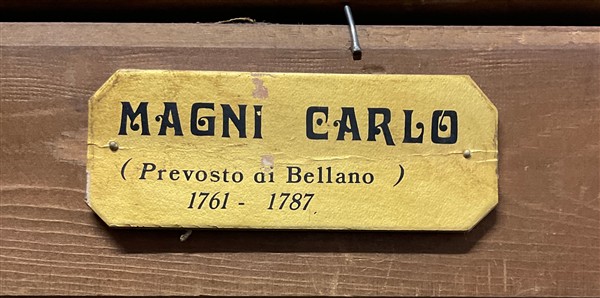 MAGNI CARLO
( Prevosto di Bellano )
1761 - 1787